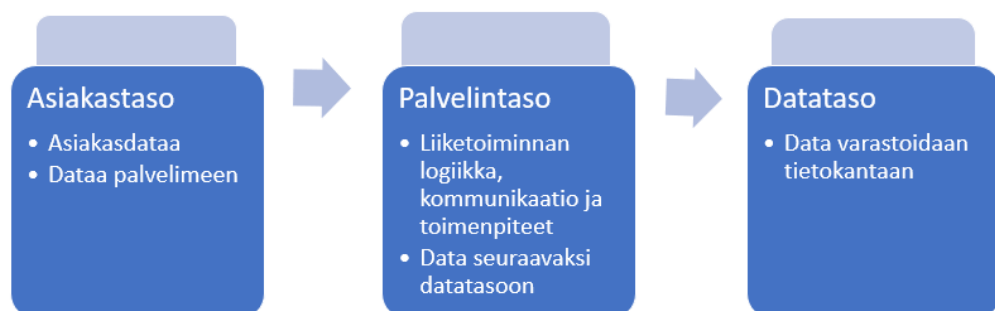 Asiakastaso
• Asiakasdataa
• Dataa palvelimeen
Palvelintaso
• Liiketoiminnan
logiikka,
kommunikaatio ja
toimenpiteet
• Data seuraavaksi
datatasoon
Datataso
• Data varastoidaan
tietokantaan